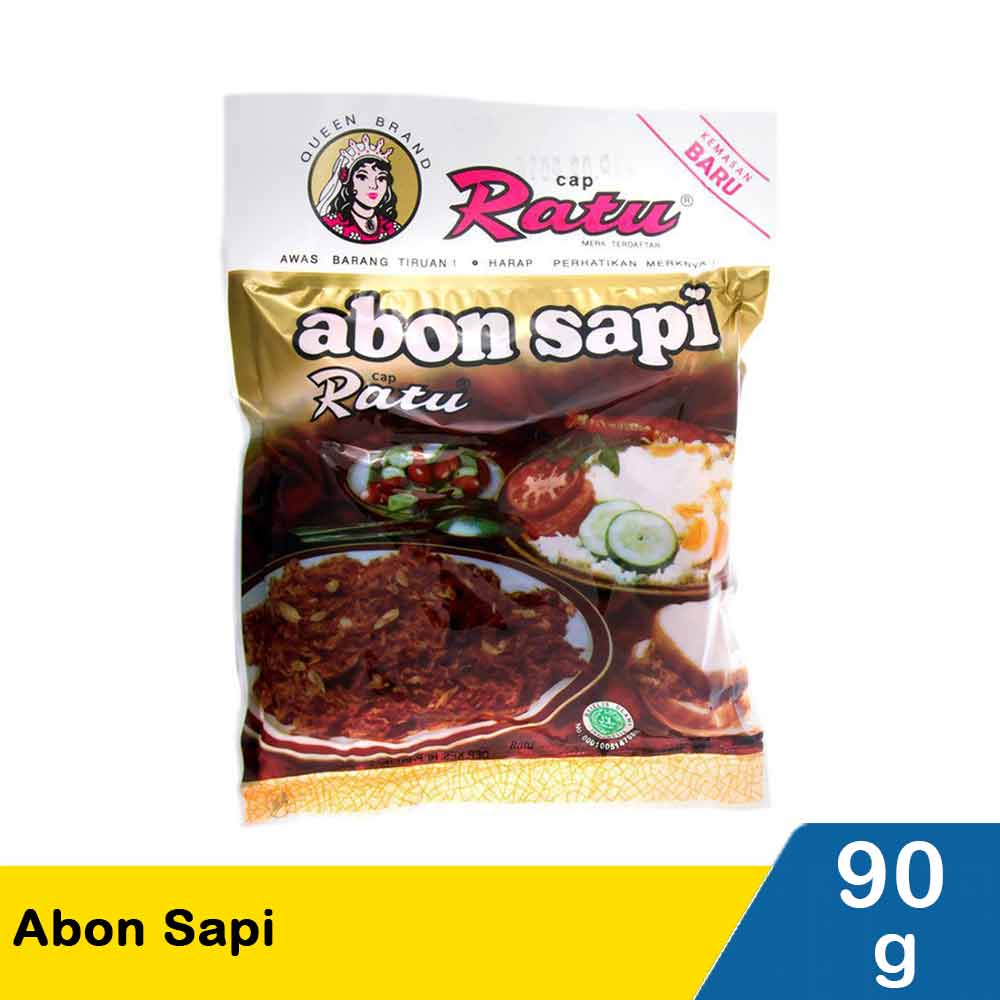 QUEEN BRAND
cap
Ratu®
MERK TERDAFTAR
KEMASAN
BARU
AWAS BARANG TIRUAN! • HARAP PERHATIKAN MERKNYA!
abon sapi
cap
Ratu®
Ratu
Abon Sapi
90
g